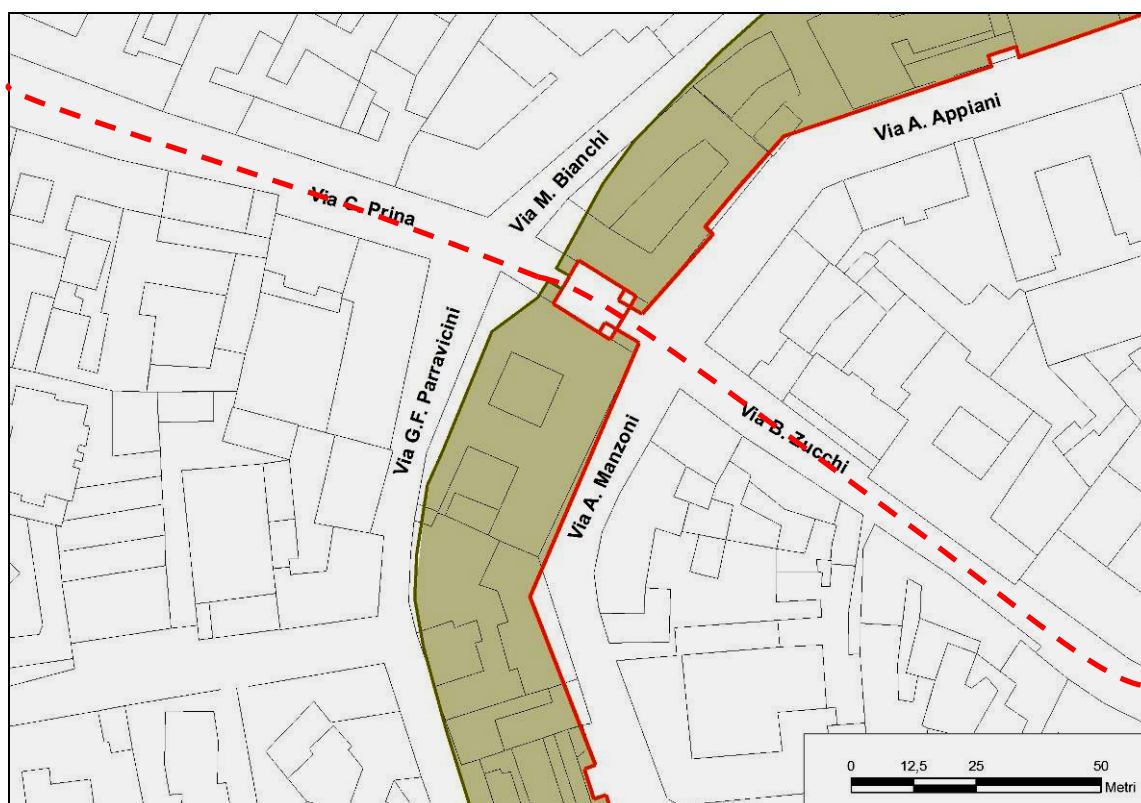 Via A. Appiani
Via M. Bianchi
Via C. Prina
Via G.F. Parravicini
Via A. Manzoni
Via B. Zucchi
0 12,5 25 50
Metri